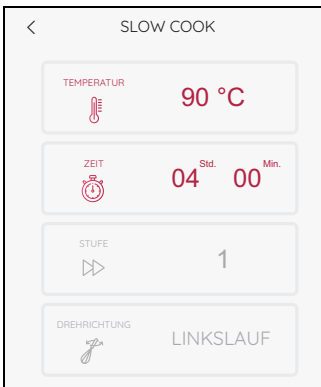 SLOW COOK
TEMPERATUR
90 °C
ZEIT
04 Std. 00 Min.
STUFE
1
DREHRICHTUNG
LINKSLAUF